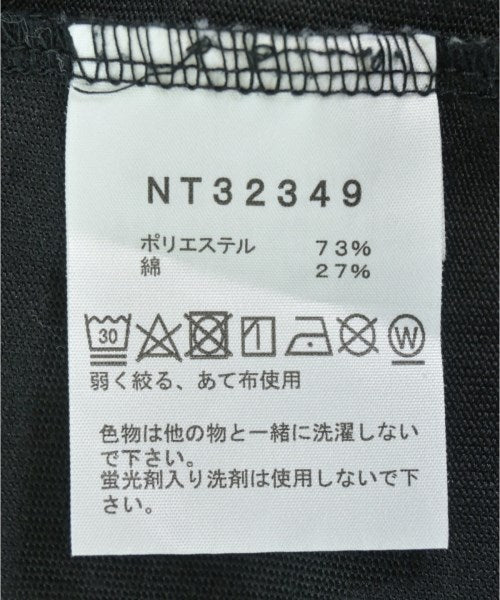 NT32349
ポリエステル 73%
綿 27%
30 W
弱く絞る、あて布使用
色物は他の物と一緒に洗濯しない
で下さい。
蛍光剤入り洗剤は使用しないで下
さい。